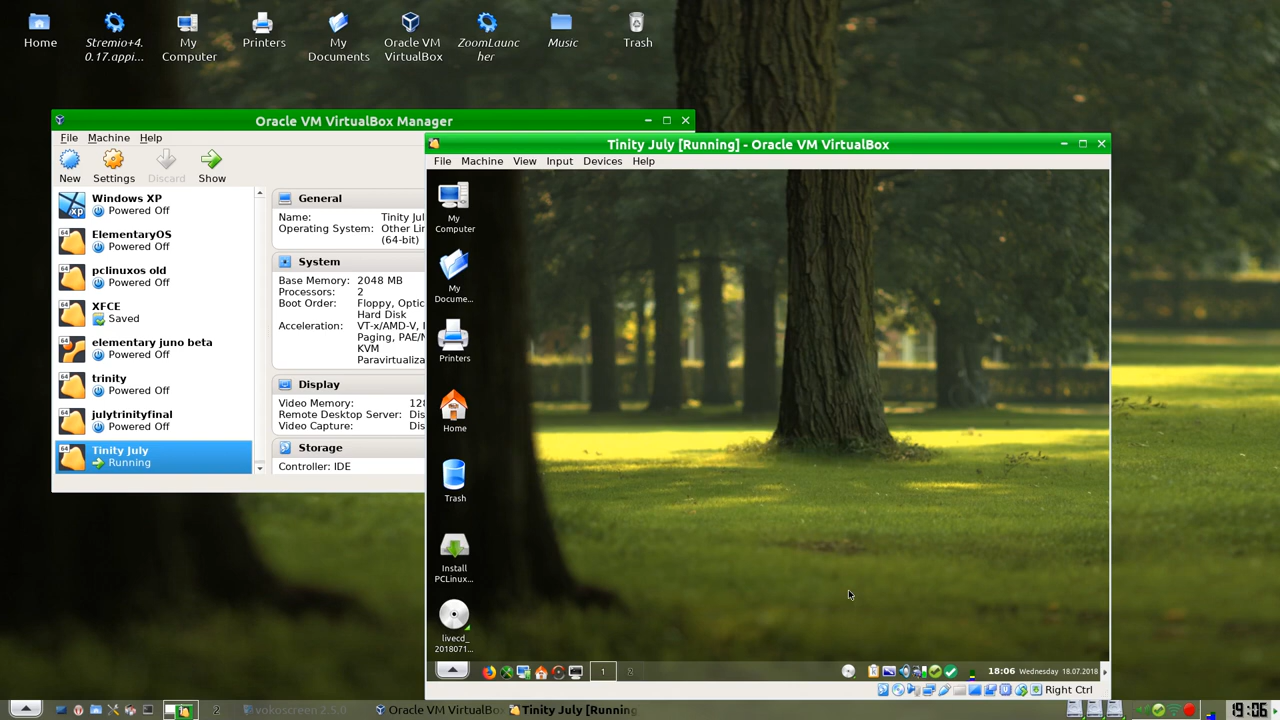 Home
Stremio+4.
0.17.appi...
My
Computer
Printers
My
Documents
Oracle VM
VirtualBox
ZoomLaunc
her
Music
Trash
Oracle VM VirtualBox Manager
File Machine Help
New Settings Discard Show
Windows XP
Powered Off
ElementaryOS
Powered Off
pclinuxos old
Powered Off
XFCE
Saved
elementary juno beta
Powered Off
trinity
Powered Off
julytrinityfinal
Powered Off
Tinity July
Running
General
Name: Tinity Jul
Operating System: Other Lin
(64-bit)
System
Base Memory: 2048 MB
Processors: 2
Boot Order: Floppy, Optic
Hard Disk
Acceleration: VT-x/AMD-V,
Paging, PAE/N
KVM
Paravirtualiza
Display
Video Memory: 128
Remote Desktop Server: Dis
Video Capture: Dis
Storage
Controller: IDE
Tinity July [Running] - Oracle VM VirtualBox
File Machine View Input Devices Help
My
Computer
My
Docume...
Printers
Home
Trash
Install
PCLinux...
livecd_
2018071...
1 2
18:06 Wednesday 18.07.2018
Right Ctrl
1 2
vokoscreen 2.5.0
Oracle VM VirtualBo
Tinity July [Running
19:06